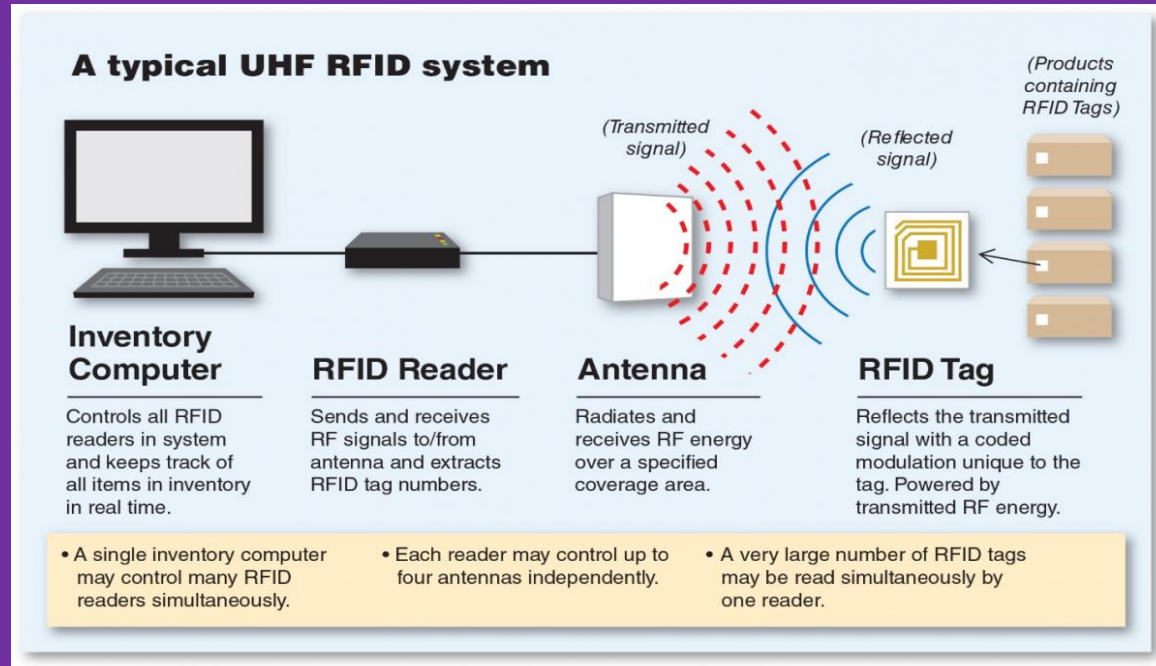 A typical UHF RFID system
(Products
containing
RFID Tags)
(Transmitted
signal)
(Reflected
signal)
Inventory
Computer
Controls all RFID
readers in system
and keeps track of
all items in inventory
in real time.
RFID Reader
Sends and receives
RF signals to/from
antenna and extracts
RFID tag numbers.
Antenna
Radiates and
receives RF energy
over a specified
coverage area.
RFID Tag
Reflects the transmitted
signal with a coded
modulation unique to the
tag. Powered by
transmitted RF energy.
• A single inventory computer
may control many RFID
readers simultaneously.
• Each reader may control up to
four antennas independently.
• A very large number of RFID tags
may be read simultaneously by
one reader.